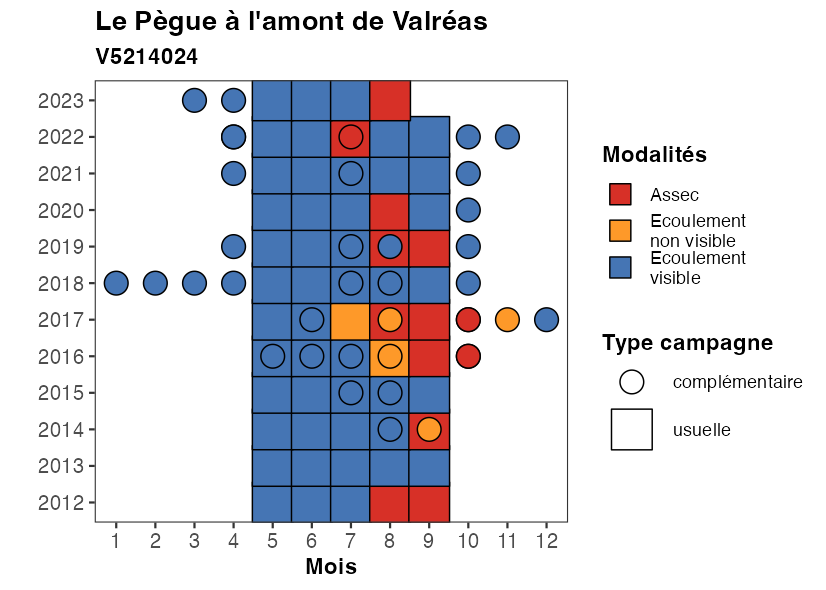 Le Pègue à l'amont de Valréas
V5214024
2023
2022
2021
2020
2019
2018
2017
2016
2015
2014
2013
2012
1 2 3 4 5 6 7 8 9 10 11 12
Mois
Modalités
Assec
Ecoulement
non visible
Ecoulement
visible
Type campagne
complémentaire
usuelle